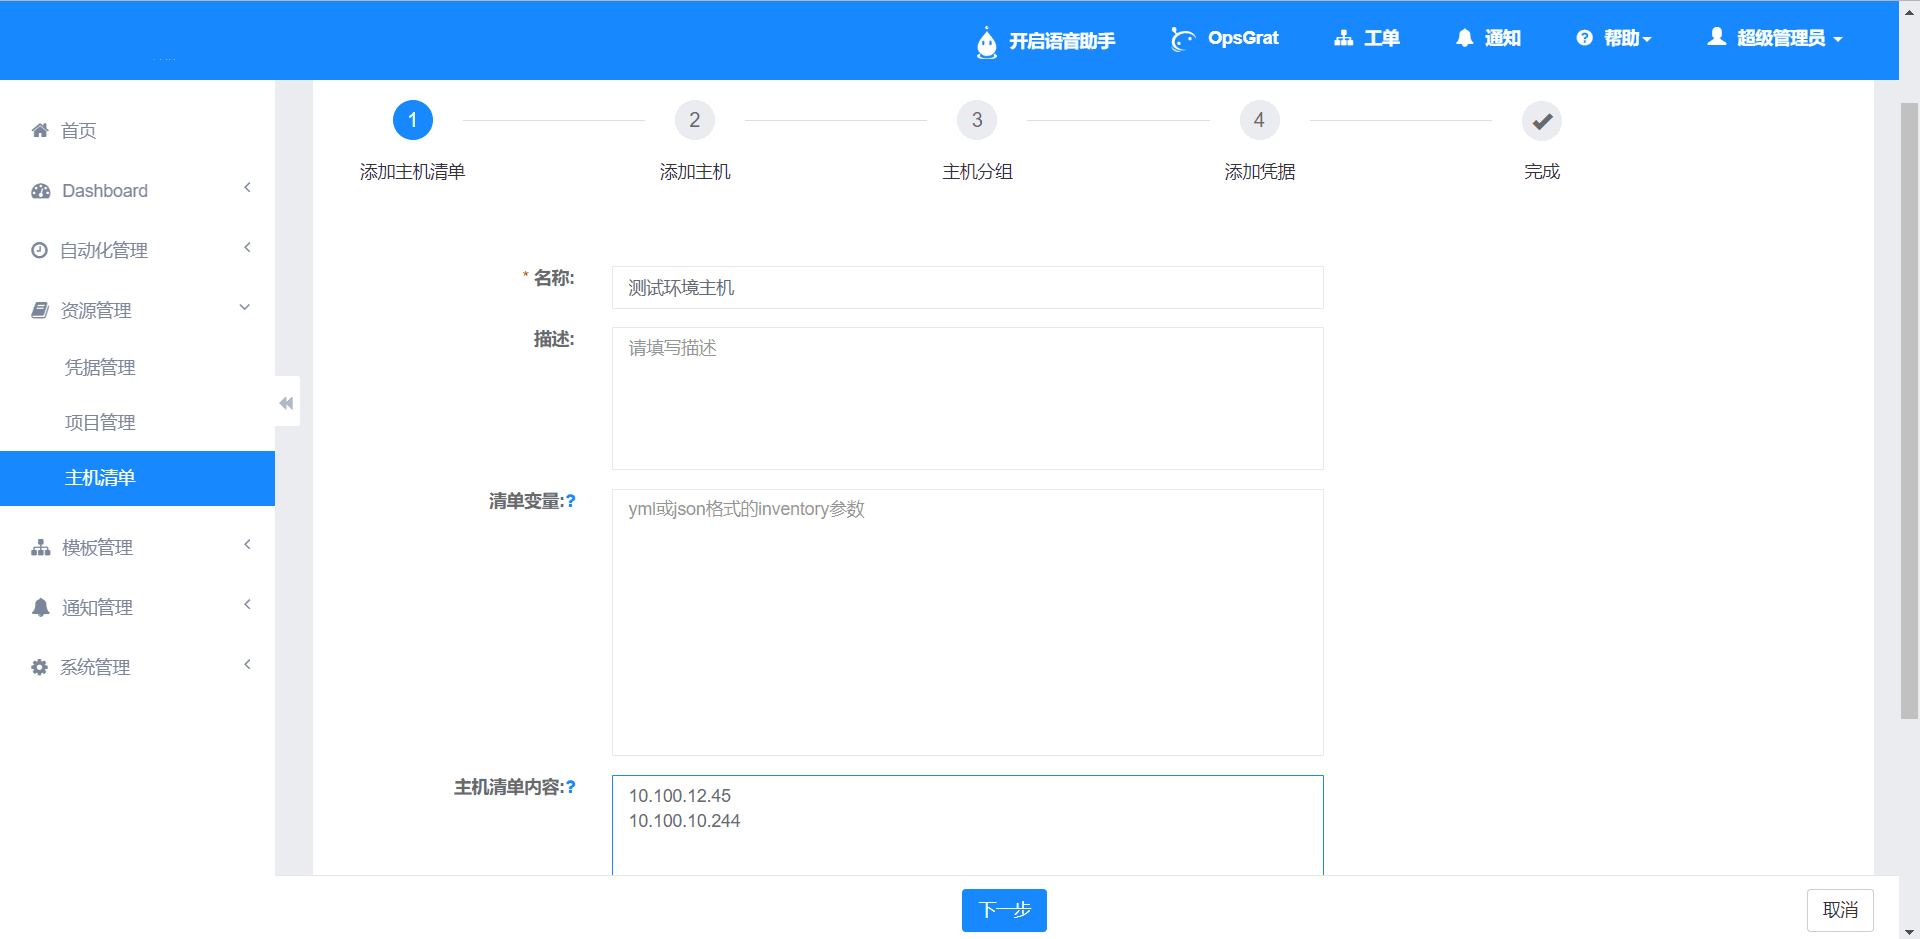 开启语音助手
OpsGrat
工单
通知
帮助
超级管理员
首页
Dashboard
自动化管理
资源管理
凭据管理
项目管理
主机清单
模板管理
通知管理
系统管理
1
2
3
4
添加主机清单
添加主机
主机分组
添加凭据
完成
* 名称:
测试环境主机
描述:
请填写描述
清单变量:?
yml或json格式的inventory参数
主机清单内容:?
10.100.12.45
10.100.10.244
下一步
取消